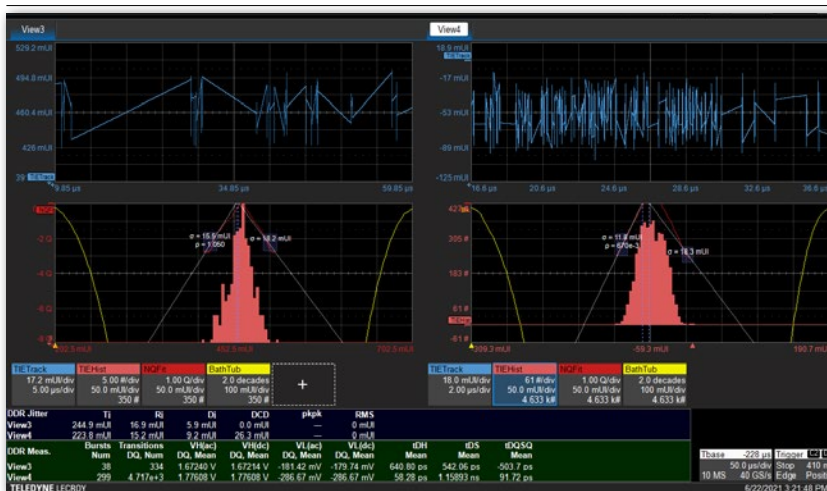 View3
View4
529.2 mUI
494.8 mUI
460.4 mUI
426 mUI
TIETrack
9.85 µs
34.85 µs
59.85 µs
18.9 mUI
TIETrack
-17 mUI
-53 mUI
-89 mUI
-125 mUI
16.6 µs
20.6 µs
24.6 µs
28.6 µs
32.6 µs
36.6 µs
NQFit
-2 Q
-4 Q
-6 Q
σ = 18.2 mUI
ρ = 1.060
452.5 mUI
305 #
183 #
61 #
-61 #
TIEHist
σ = 11.8 mUI
ρ = 670e-3
σ = 18.3 mUI
-309.3 mUI
-59.3 mUI
190.7 mUI
TIETrack
TIEHist
NQFit
BathTub
17.2 mUI/div
5.00 #/div
1.00 Q/div
2.0 decades
5.00 µs/div
50.0 mUI/div
50.0 mUI/div
100 mUI/div
350 #
350 #
350 #
+
TIETrack
TIEHist
NQFit
BathTub
18.0 mUI/div
61 #/div
1.00 Q/div
2.0 decades
2.00 µs/div
50.0 mUI/div
50.0 mUI/div
100 mUI/div
4.633 k#
4.633 k#
4.633 k#
DDR Jitter Tj Rj Dj DCD pkpk RMS
View3 244.9 mUI 16.9 mUI 5.9 mUI 0.0 mUI --- 0 mUI
View4 223.8 mUI 15.2 mUI 9.2 mUI 26.3 mUI --- 0 mUI
DDR Meas. Bursts Transitions VH(ac) VH(dc) VL(ac) VL(dc) tDH tDS tDQSQ
Num Num DQ, Mean DQ, Mean DQ, Mean DQ, Mean Mean Mean Mean
View3 38 334 1.67240 V 1.67214 V -181.42 mV -179.74 mV 640.80 ps 542.06 ps -503.7 ps
View4 299 4.717e+3 1.77608 V 1.77608 V -286.67 mV -286.67 mV 58.28 ps 1.15893 ns 91.72 ps
Tbase -228 µs Trigger
50.0 µs/div Stop 410 m
10 MS 40 GS/s Edge Posit
TELEDYNE LECROY
6/22/2021 3:21:48 PM